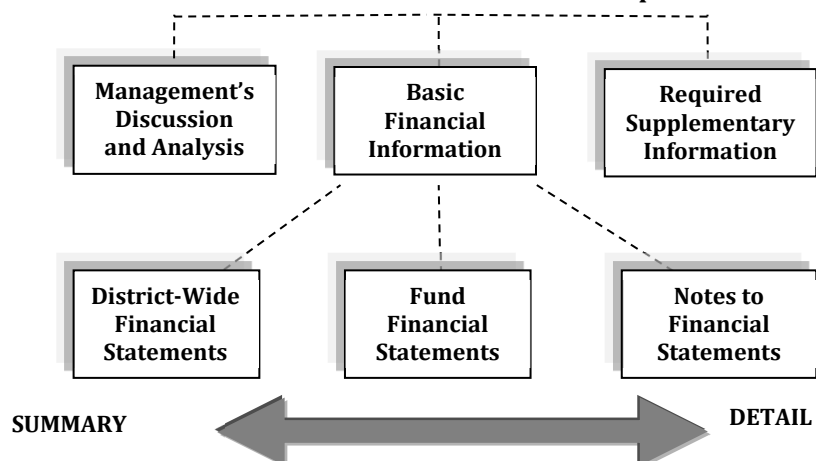 Management's
Discussion
and Analysis
Basic
Financial
Information
Required
Supplementary
Information
District-Wide
Financial
Statements
Fund
Financial
Statements
Notes to
Financial
Statements
SUMMARY
DETAIL